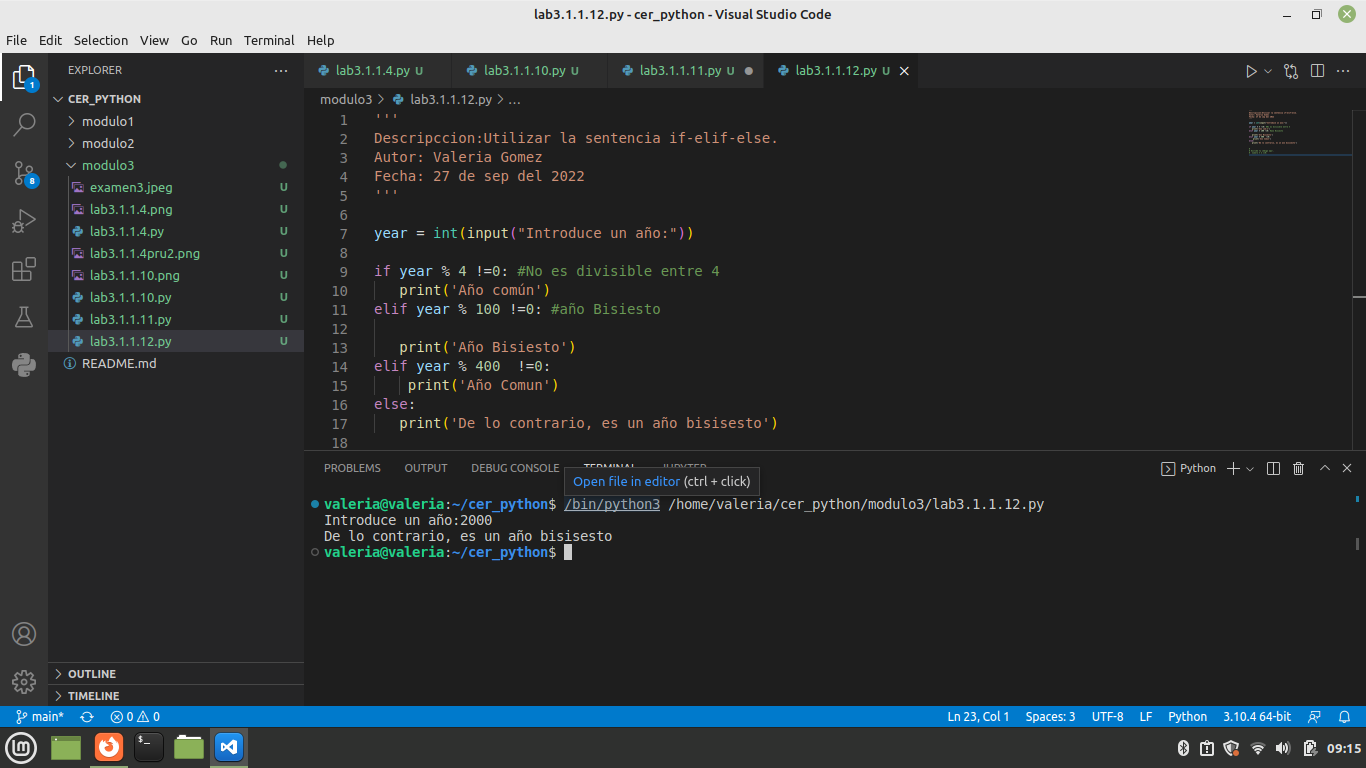 lab3.1.1.12.py - cer_python - Visual Studio Code
File Edit Selection View Go Run Terminal Help
EXPLORER
lab3.1.1.4.py U lab3.1.1.10.py U lab3.1.1.11.py U lab3.1.1.12.py U
CER_PYTHON
modulo1
modulo2
modulo3
examen3.jpeg U
lab3.1.1.4.png U
lab3.1.1.4.py U
lab3.1.1.4pru2.png U
lab3.1.1.10.png U
lab3.1.1.10.py U
lab3.1.1.11.py U
lab3.1.1.12.py U
README.md
OUTLINE
TIMELINE
1
8
modulo3 > lab3.1.1.12.py > ...
1 '''
2 Descripccion:Utilizar la sentencia if-elif-else.
3 Autor: Valeria Gomez
4 Fecha: 27 de sep del 2022
5 '''
6
7 year = int(input("Introduce un año:"))
8
9 if year % 4 !=0: #No es divisible entre 4
10 print('Año común')
11 elif year % 100 !=0: #año Bisiesto
12
13 print('Año Bisiesto')
14 elif year % 400  !=0:
15 print('Año Comun')
16 else:
17 print('De lo contrario, es un año bisisesto')
18
PROBLEMS OUTPUT DEBUG CONSOLE TERMINAL JUPYTER Python
Open file in editor (ctrl + click)
valeria@valeria:~/cer_python$ /bin/python3 /home/valeria/cer_python/modulo3/lab3.1.1.12.py
Introduce un año:2000
De lo contrario, es un año bisisesto
valeria@valeria:~/cer_python$
main* 0 0 Ln 23, Col 1 Spaces: 3 UTF-8 LF Python 3.10.4 64-bit
09:15